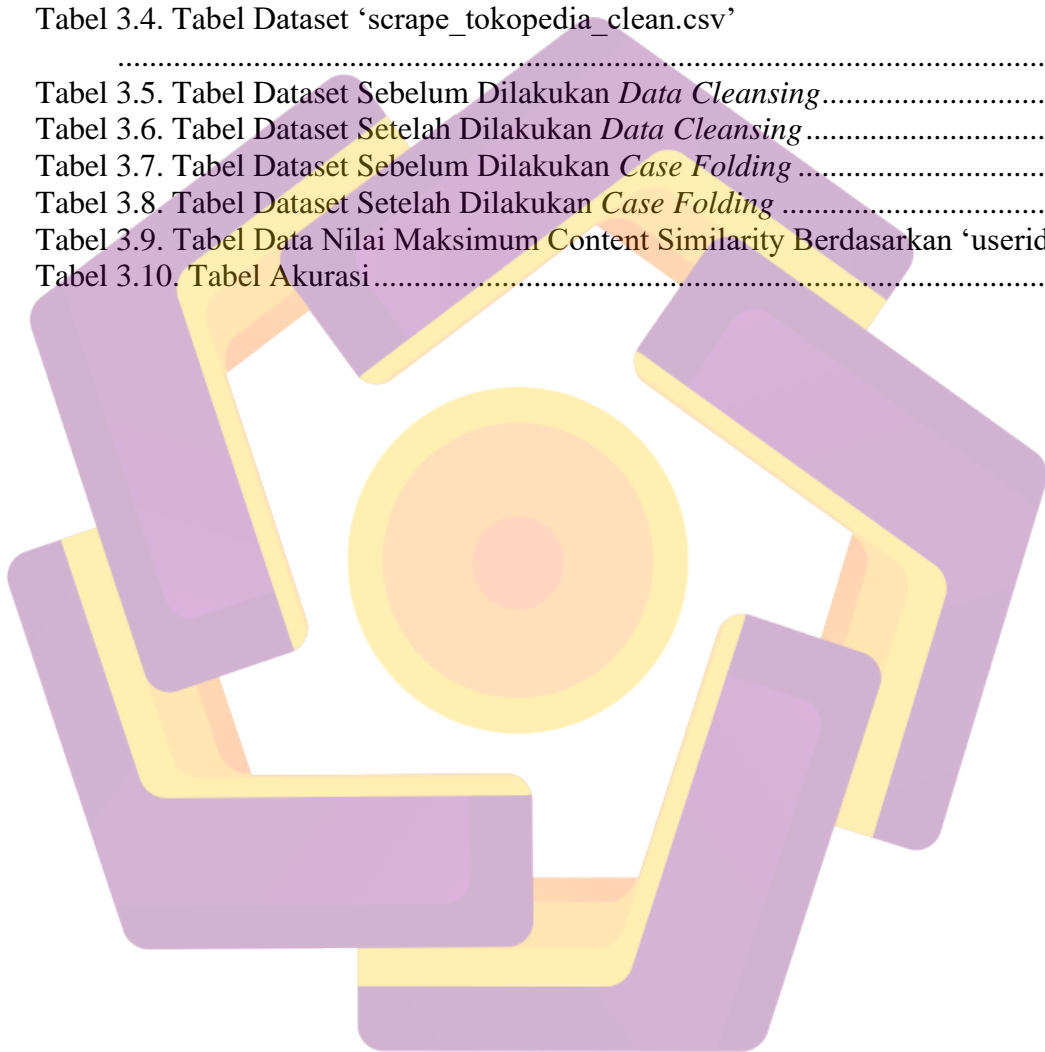 Tabel 3.4. Tabel Dataset ‘scrape_tokopedia_clean.csv’
....................................................................................................................
Tabel 3.5. Tabel Dataset Sebelum Dilakukan Data Cleansing............................
Tabel 3.6. Tabel Dataset Setelah Dilakukan Data Cleansing..............................
Tabel 3.7. Tabel Dataset Sebelum Dilakukan Case Folding...............................
Tabel 3.8. Tabel Dataset Setelah Dilakukan Case Folding.................................
Tabel 3.9. Tabel Data Nilai Maksimum Content Similarity Berdasarkan ‘userid
Tabel 3.10. Tabel Akurasi....................................................................................